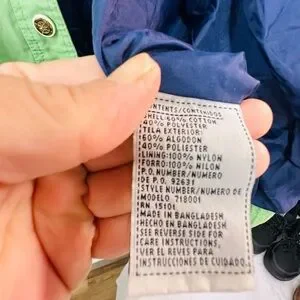 CONTENTS/CONTENIDOS:
SHELL:60% COTTON
40% POLYESTER
TELA EXTERIOR:
60% ALGODON
40% POLIESTER
LINING:100% NYLON
FORRO:100% NILON
P.O. NUMBER/NUMERO
DE P.O. 92631
STYLE NUMBER/NUMERO DE
MODELO. 718001
RN. 15101
MADE IN BANGLADESH
HECHO EN BANGLADESH
SEE REVERSE SIDE FOR
CARE INSTRUCTIONS,
VER EL REVES PARA
INSTRUCCIONES DE CUIDADO.